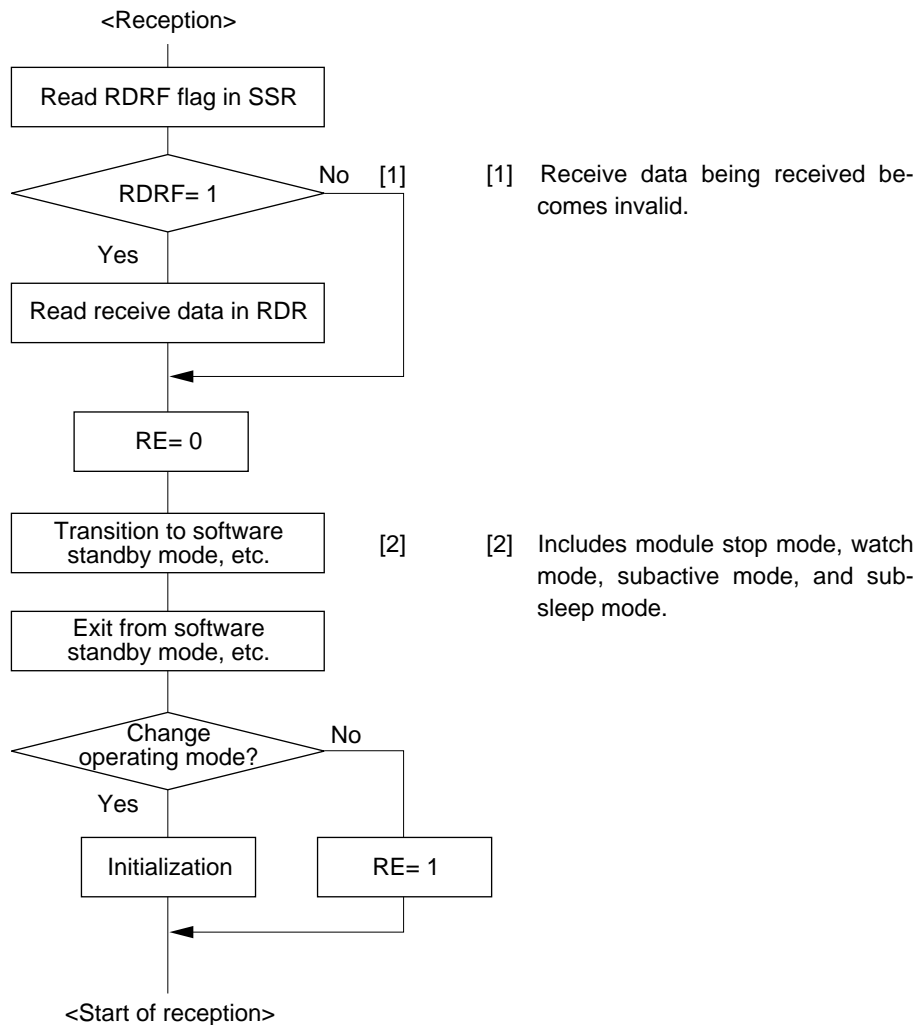 <Reception>
Read RDRF flag in SSR
RDRF= 1
No [1]
[1] Receive data being received be-
comes invalid.
Yes
Read receive data in RDR
RE= 0
Transition to software
standby mode, etc.
[2]
[2] Includes module stop mode, watch
mode, subactive mode, and sub-
sleep mode.
Exit from software
standby mode, etc.
Change
operating mode?
No
Yes
Initialization
RE= 1
<Start of reception>